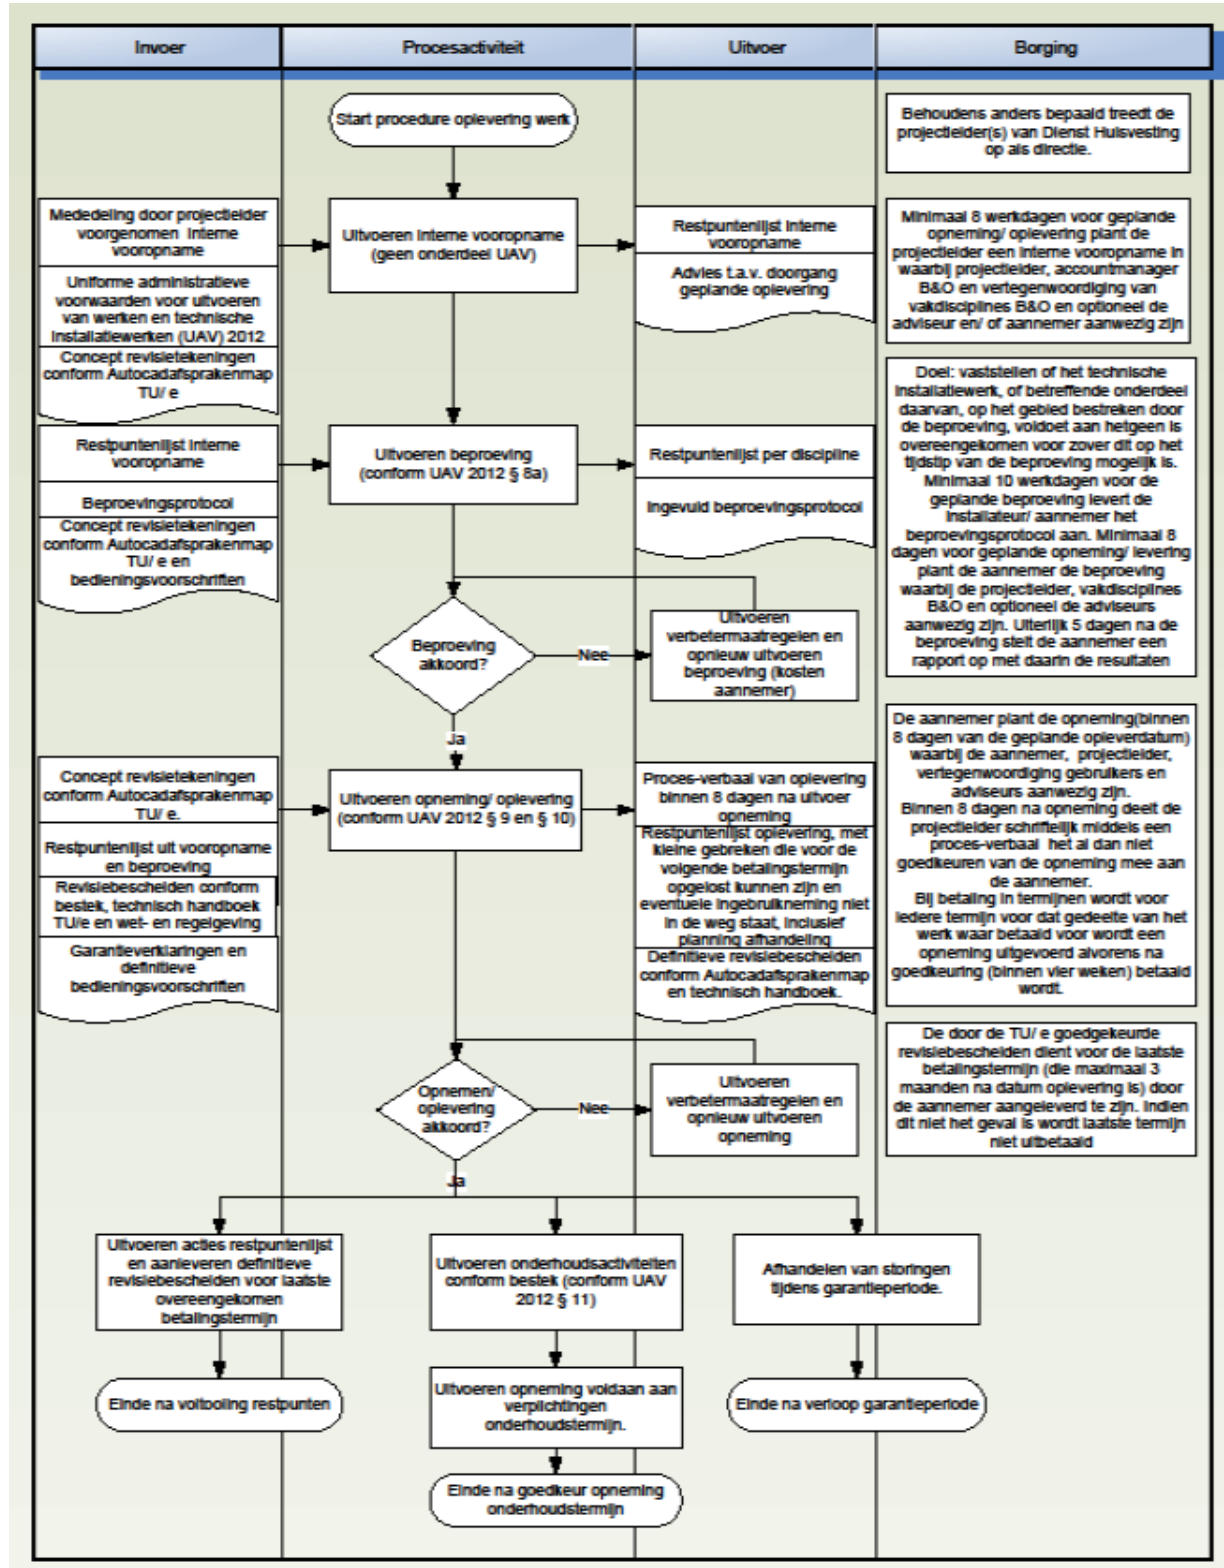 Invoer
Procesactiviteit
Uitvoer
Borging
Start procedure oplevering werk
Behoudens anders bepaald treedt de
projectleider(s) van Dienst Huisvesting
op als directie.
Mededeling door projectleider
voorgenomen interne
vooropname
Uniforme administratieve
voorwaarden voor uitvoeren
van werken en technische
installatiewerken (UAV) 2012
Concept revisietekeningen
conform Autocadafsprakenmap
TU/ e
Uitvoeren interne vooropname
(geen onderdeel UAV)
Restpuntenlijst interne
vooropname
Advies t.a.v. doorgang
geplande oplevering
Minimaal 8 werkdagen voor geplande
opneming/ oplevering plant de
projectleider een interne vooropname in
waarbij projectleider, accountmanager
B&O en vertegenwoordiging van
vakdisciplines B&O en optioneel de
adviseur en/ of aannemer aanwezig zijn
Restpuntenlijst interne
vooropname
Beproevingsprotocol
Concept revisietekeningen
conform Autocadafsprakenmap
TU/ e en
bedieningsvoorschriften
Uitvoeren beproeving
(conform UAV 2012 § 8a)
Restpuntenlijst per discipline
Ingevuld beproevingsprotocol
Doel: vaststellen of het technische
installatiewerk, of betreffende onderdeel
daarvan, op het gebied bestreken door
de beproeving, voldoet aan hetgeen is
overeengekomen voor zover dit op het
tijdstip van de beproeving mogelijk is.
Minimaal 10 werkdagen voor de
geplande beproeving levert de
installateur/ aannemer het
beproevingsprotocol aan. Minimaal 8
dagen voor geplande opneming/ levering
plant de aannemer de beproeving
waarbij de projectleider, vakdisciplines
B&O en optioneel de adviseurs
aanwezig zijn. Uiterlijk 5 dagen na de
beproeving stelt de aannemer een
rapport op met daarin de resultaten
Beproeving
akkoord?
Nee
Uitvoeren
verbetermaatregelen en
opnieuw uitvoeren
beproeving (kosten
aannemer)
Ja
Concept revisietekeningen
conform Autocadafsprakenmap
TU/ e.
Restpuntenlijst uit vooropname
en beproeving
Revisiebescheiden conform
bestek, technisch handboek
TU/e en wet- en regelgeving
Garantieverklaringen en
definitieve
bedieningsvoorschriften
Uitvoeren opneming/ oplevering
(conform UAV 2012 § 9 en § 10)
Proces-verbaal van oplevering
binnen 8 dagen na uitvoer
opneming
Restpuntenlijst oplevering, met
kleine gebreken die voor de
volgende betalingstermijn
opgelost kunnen zijn en
eventuele ingebruikneming niet
in de weg staat, inclusief
planning afhandeling
Definitieve revisiebescheiden
conform Autocadafsprakenmap
en technisch handboek.
De aannemer plant de opneming(binnen
8 dagen van de geplande opleverdatum)
waarbij de aannemer, projectleider,
vertegenwoordiging gebruikers en
adviseurs aanwezig zijn.
Binnen 8 dagen na opneming deelt de
projectleider schriftelijk middels een
proces-verbaal het al dan niet
goedkeuren van de opneming mee aan
de aannemer.
Bij betaling in termijnen wordt voor
iedere termijn voor dat gedeelte van het
werk waar betaald voor wordt een
opneming uitgevoerd alvorens na
goedkeuring (binnen vier weken) betaald
wordt.
Opnemen/
oplevering
akkoord?
Nee
Uitvoeren
verbetermaatregelen en
opnieuw uitvoeren
opneming
De door de TU/ e goedgekeurde
revisiebescheiden dient voor de laatste
betalingstermijn (die maximaal 3
maanden na datum oplevering is) door
de aannemer aangeleverd te zijn. Indien
dit niet het geval is wordt laatste termijn
niet uitbetaald
Ja
Uitvoeren acties restpuntenlijst
en aanleveren definitieve
revisiebescheiden voor laatste
overeengekomen
betalingstermijn
Uitvoeren onderhoudsactiviteiten
conform bestek (conform UAV
2012 § 11)
Afhandelen van storingen
tijdens garantieperiode.
Einde na voltooiing restpunten
Uitvoeren opneming voldaan aan
verplichtingen
onderhoudstermijn.
Einde na verloop garantieperiode
Einde na goedkeur opneming
onderhoudstermijn